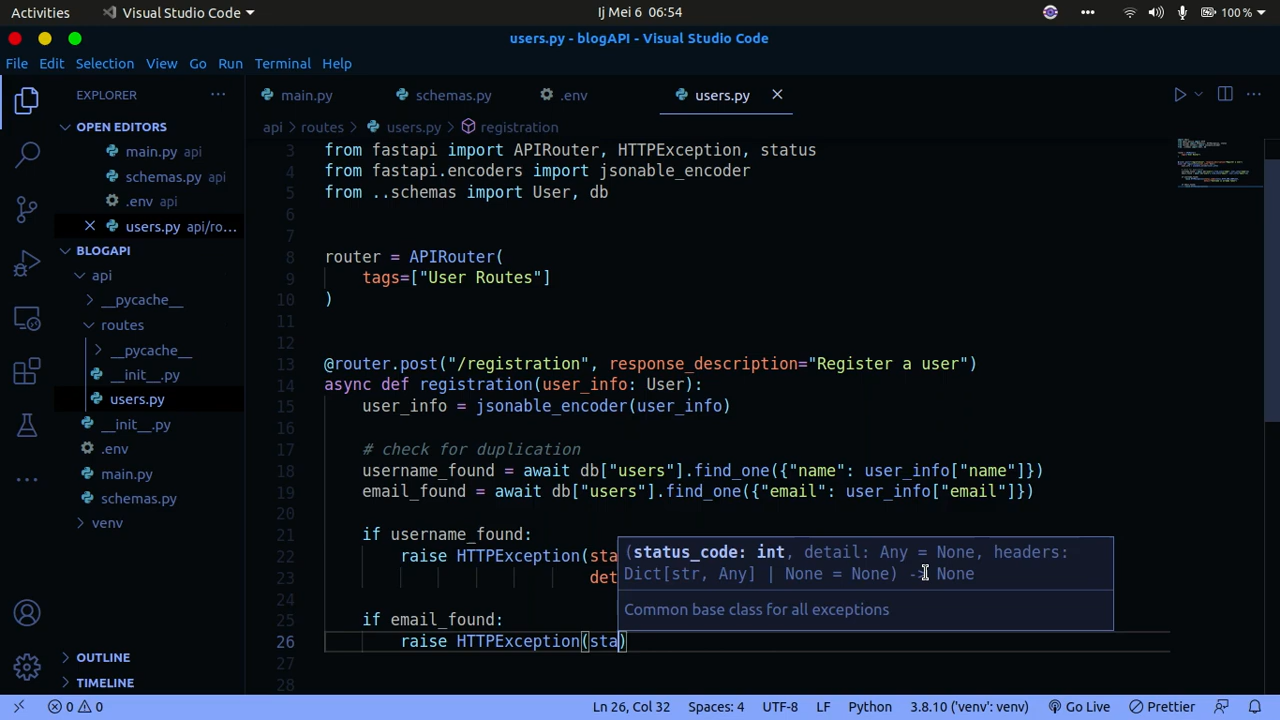 Activities Visual Studio Code Ij Mei 6 06:54 100 %
users.py - blogAPI - Visual Studio Code
File Edit Selection View Go Run Terminal Help
EXPLORER
OPEN EDITORS
main.py api
schemas.py api
.env api
users.py api/ro...
BLOGAPI
api
__pycache__
routes
__pycache__
__init__.py
users.py
__init__.py
.env
main.py
schemas.py
venv
OUTLINE
TIMELINE
main.py schemas.py .env users.py
api routes users.py registration
3 from fastapi import APIRouter, HTTPException, status
4 from fastapi.encoders import jsonable_encoder
5 from ..schemas import User, db
6
7
8 router = APIRouter(
9 tags=["User Routes"]
10 )
11
12
13 @router.post("/registration", response_description="Register a user")
14 async def registration(user_info: User):
15 user_info = jsonable_encoder(user_info)
16
17 # check for duplication
18 username_found = await db["users"].find_one({"name": user_info["name"]})
19 email_found = await db["users"].find_one({"email": user_info["email"]})
20
21 if username_found:
22 raise HTTPException(sta
23 det
24
25 if email_found:
26 raise HTTPException(sta)
27
28
(status_code: int, detail: Any = None, headers:
Dict[str, Any] | None = None) -> None
Common base class for all exceptions
0 0 Ln 26, Col 32 Spaces: 4 UTF-8 LF Python 3.8.10 ('venv': venv) Go Live Prettier